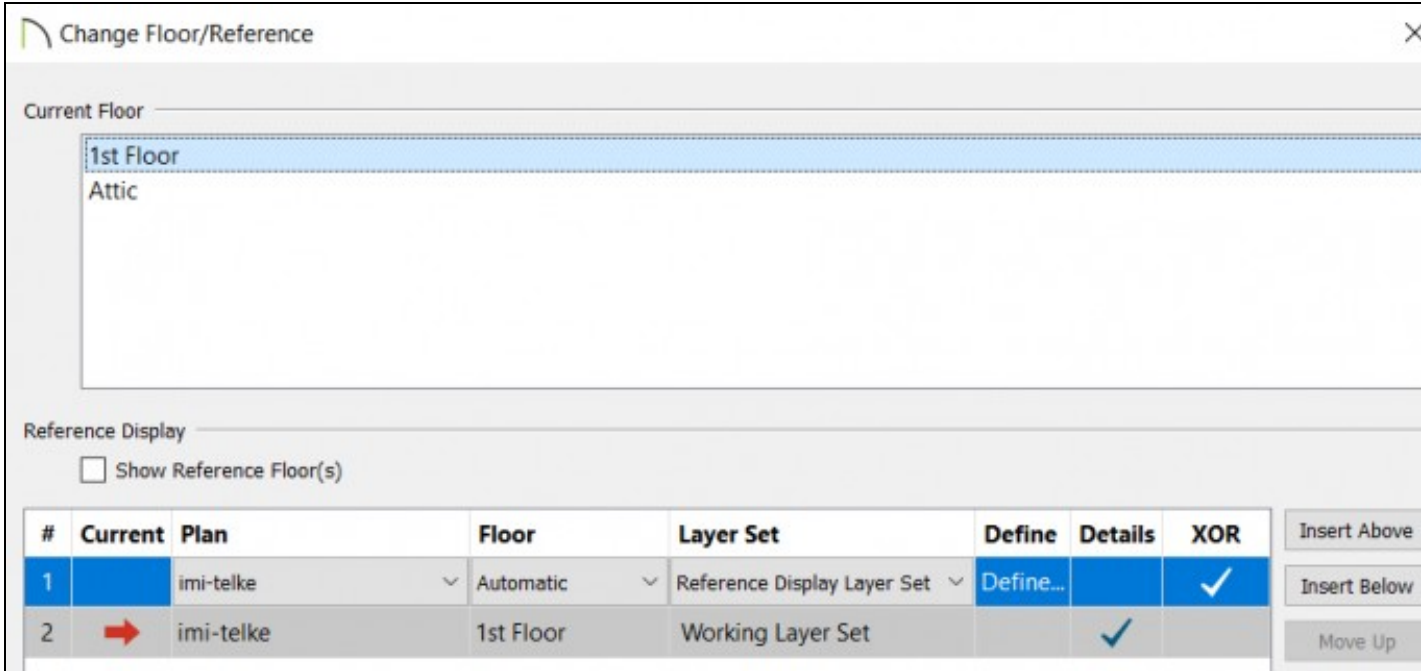 Change Floor/Reference
Current Floor
1st Floor
Attic
Reference Display
Show Reference Floor(s)
# Current Plan Floor Layer Set Define Details XOR Insert Above
1 imi-telke Automatic Reference Display Layer Set Define... Insert Below
2 imi-telke 1st Floor Working Layer Set Move Up